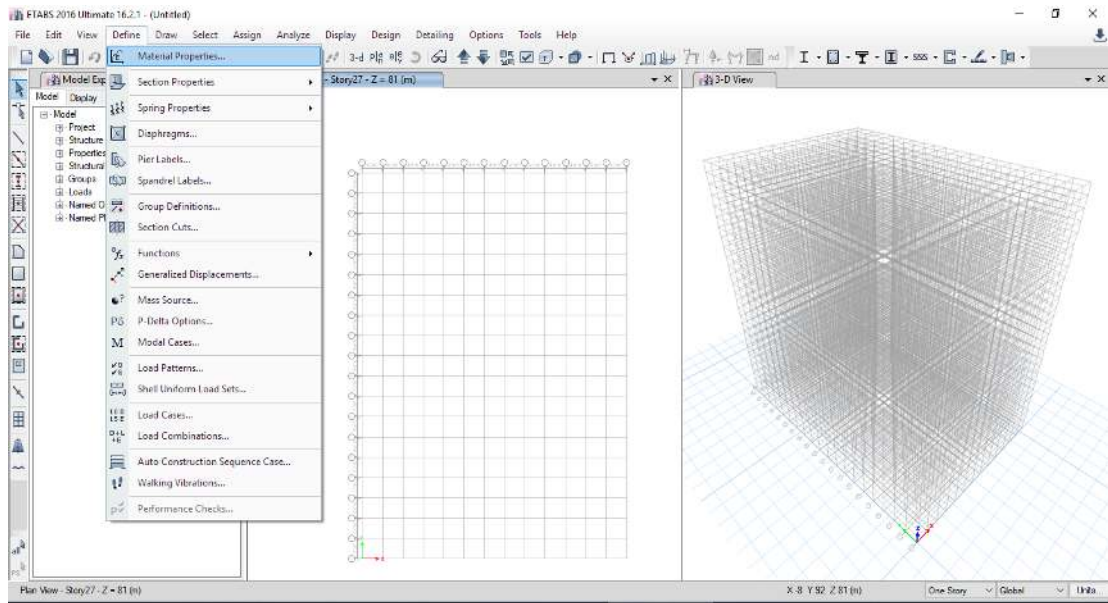 ETABS 2016 Ultimate 16.2.1 - (Untitled)
File Edit View Define Draw Select Assign Analyze Display Design Detailing Options Tools Help
3-d
Model Exp
- Story27 - Z = 81 (m)
3-D View
Model Display
Model
Project
Structure
Properties
Structural
Groups
Loads
Named O
Named Pl
Material Properties...
Section Properties
Spring Properties
Diaphragms...
Pier Labels...
Spandrel Labels...
Group Definitions...
Section Cuts...
Functions
Generalized Displacements...
Mass Source...
Pδ P-Delta Options...
M Modal Cases...
Load Patterns...
Shell Uniform Load Sets...
Load Cases...
Load Combinations...
Auto Construction Sequence Case...
Walking Vibrations...
Performance Checks...
Plan View - Story27 - Z = 81 (m)
X -8 Y 92 Z 81 (m)
One Story
Global
Units